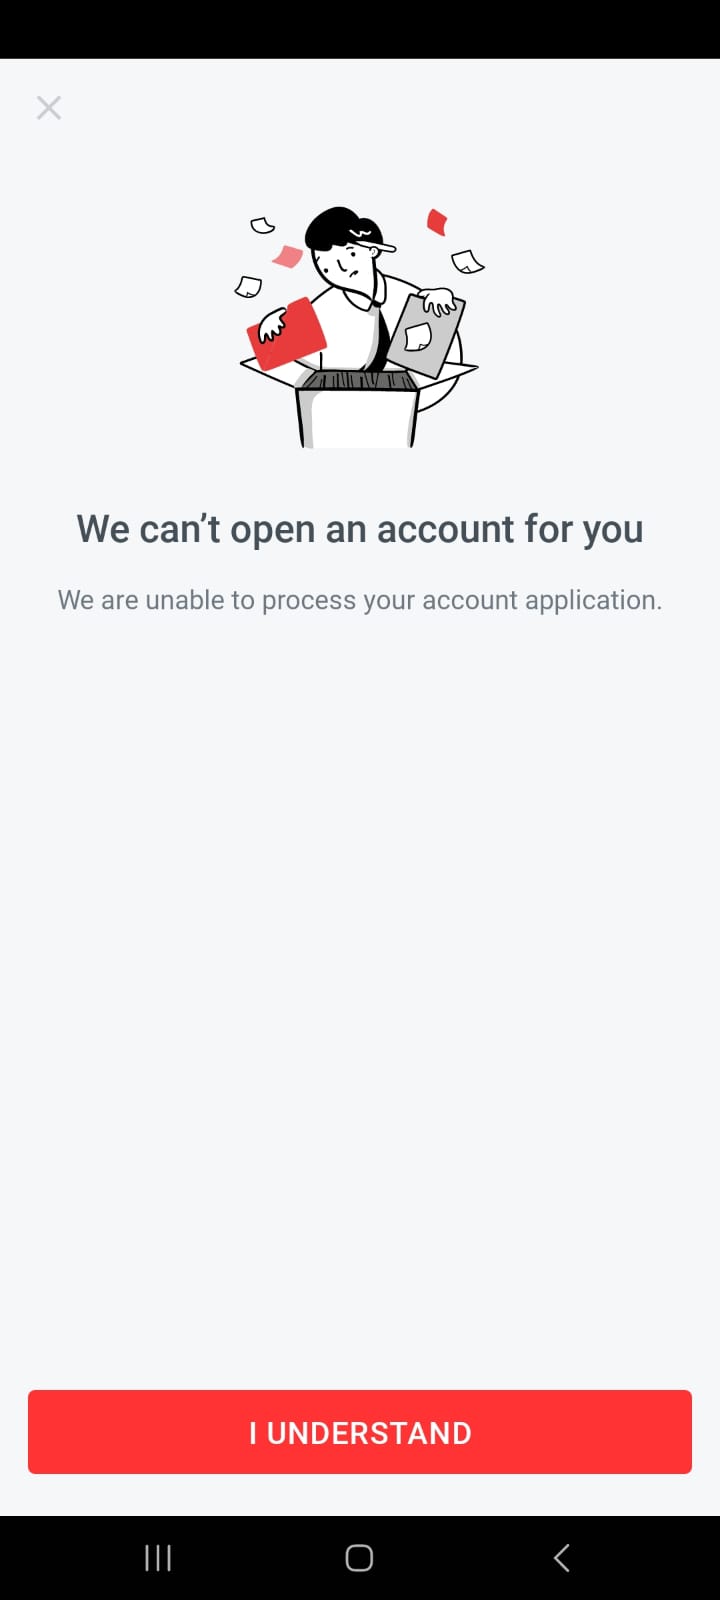 We can’t open an account for you
We are unable to process your account application.
I UNDERSTAND